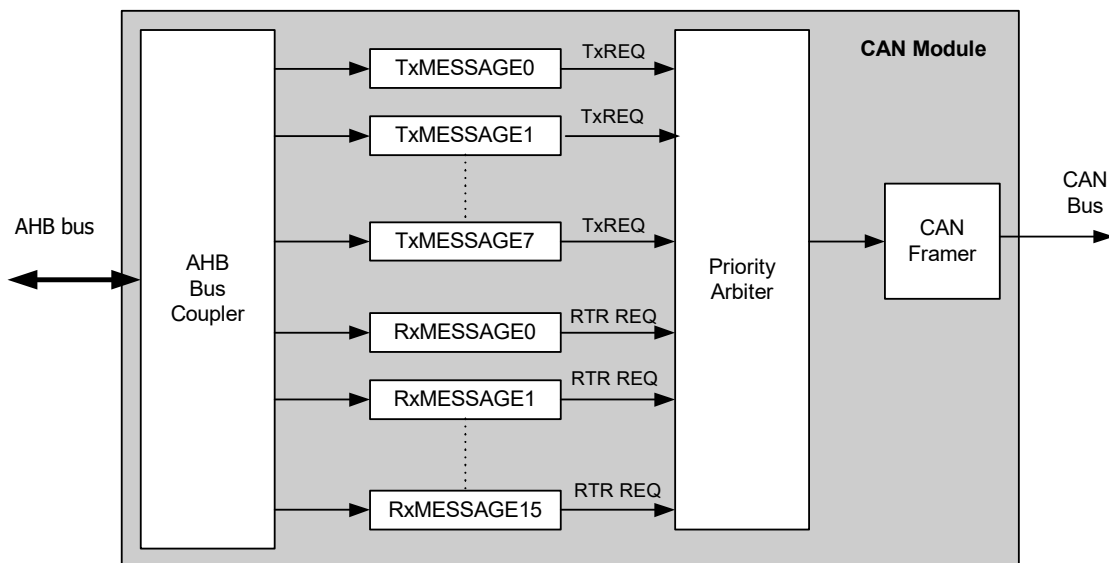 CAN Module
AHB bus
AHB
Bus
Coupler
TxMESSAGE0
TxREQ
TxMESSAGE1
TxREQ
TxMESSAGE7
TxREQ
RxMESSAGE0
RTR REQ
RxMESSAGE1
RTR REQ
RxMESSAGE15
RTR REQ
Priority
Arbiter
CAN
Framer
CAN
Bus